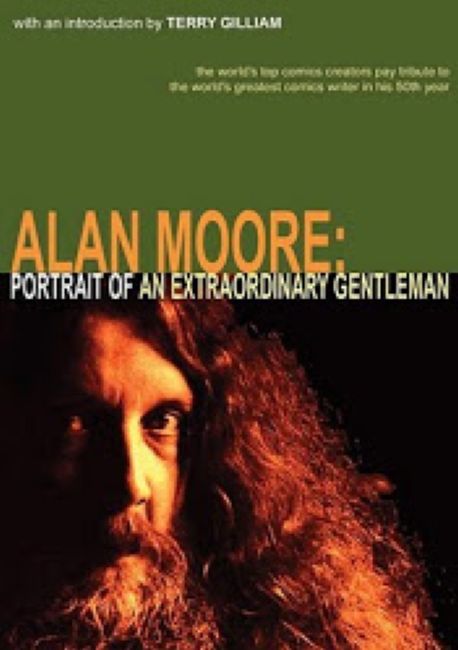 with an introduction by TERRY GILLIAM
the world's top comics creators pay tribute to
the world's greatest comics writer in his 50th year
ALAN MOORE:
PORTRAIT OF AN EXTRAORDINARY GENTLEMAN